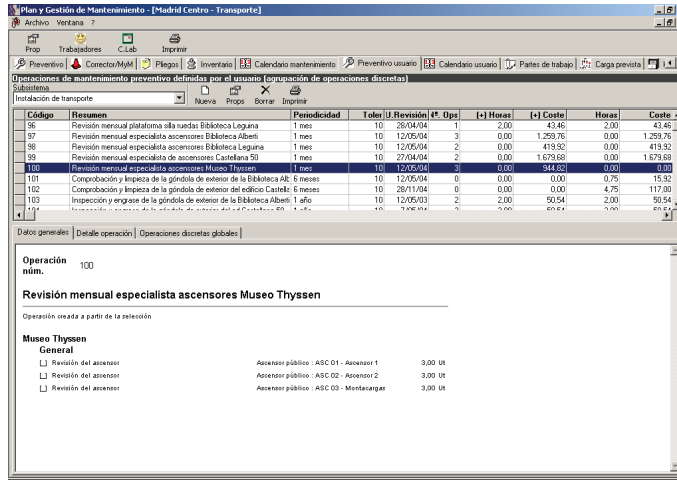 Plan y Gestión de Mantenimiento - [Madrid Centro - Transporte]
Archivo Ventana ?
Prop Trabajadores C.Lab Imprimir
Preventivo Corrector/MyM Pliegos Inventario Calendario mantenimiento Preventivo usuario Calendario usuario Partes de trabajo Carga prevista
Operaciones de mantenimiento preventivo definidas por el usuario (agrupación de operaciones discretas)
Subsistema
Instalación de transporte Nueva Props Borrar Imprimir
Código Resumen Periodicidad Toler U.Revisión Nº. Ops (+) Horas (+) Coste Horas Coste
96 Revisión mensual plataforma silla ruedas Biblioteca Leguina 1 mes 10 28/04/04 1 2,00 43,46 2,00 43,46
97 Revisión mensual especialista ascensores Biblioteca Alberti 1 mes 10 12/05/04 3 0,00 1.259,76 0,00 1.259,76
98 Revisión mensual especialista ascensores Biblioteca Leguina 1 mes 10 12/05/04 2 0,00 419,92 0,00 419,92
99 Revisión mensual especialista de ascensores Castellana 50 1 mes 10 27/04/04 2 0,00 1.679,68 0,00 1.679,68
100 Revisión mensual especialista ascensores Museo Thyssen 1 mes 10 12/05/04 3 0,00 944,82 0,00 0,00
101 Comprobación y limpieza de la góndola de exterior de la Biblioteca Alb 6 meses 10 12/05/04 0 0,00 0,00 0,75 15,92
102 Comprobación y limpieza de la góndola de exterior del edificio Castella 6 meses 10 28/11/04 0 0,00 0,00 4,75 117,00
103 Inspección y engrase de la góndola de exterior de la Biblioteca Alberti 1 año 10 12/05/03 2 2,00 50,54 2,00 50,54
Datos generales Detalle operación Operaciones discretas globales
Operación núm. 100
Revisión mensual especialista ascensores Museo Thyssen
Operación creada a partir de la selección
Museo Thyssen
General
Revisión del ascensor Ascensor público : ASC 01 - Ascensor 1 3,00 Ut
Revisión del ascensor Ascensor público : ASC 02 - Ascensor 2 3,00 Ut
Revisión del ascensor Ascensor público : ASC 03 - Montacargas 3,00 Ut